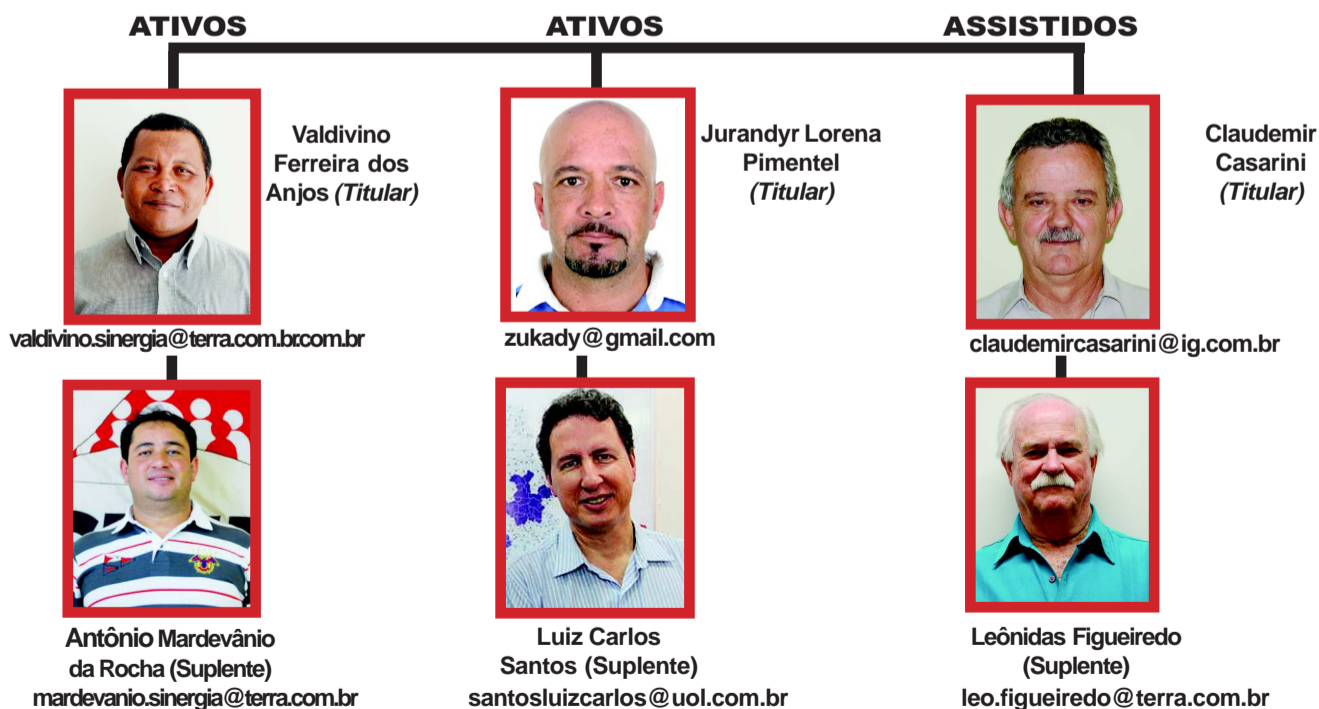 ATIVOS
Valdivino
Ferreira dos
Anjos (Titular)
valdivino.sinergia@terra.com.br.com.br
Antônio Mardevânio
da Rocha (Suplente)
mardevanio.sinergia@terra.com.br
ATIVOS
Jurandyr Lorena
Pimentel
(Titular)
zukady@gmail.com
Luiz Carlos
Santos (Suplente)
santosluizcarlos@uol.com.br
ASSISTIDOS
Claudemir
Casarini
(Titular)
claudemircasarini@ig.com.br
Leônidas Figueiredo
(Suplente)
leo.figueiredo@terra.com.br